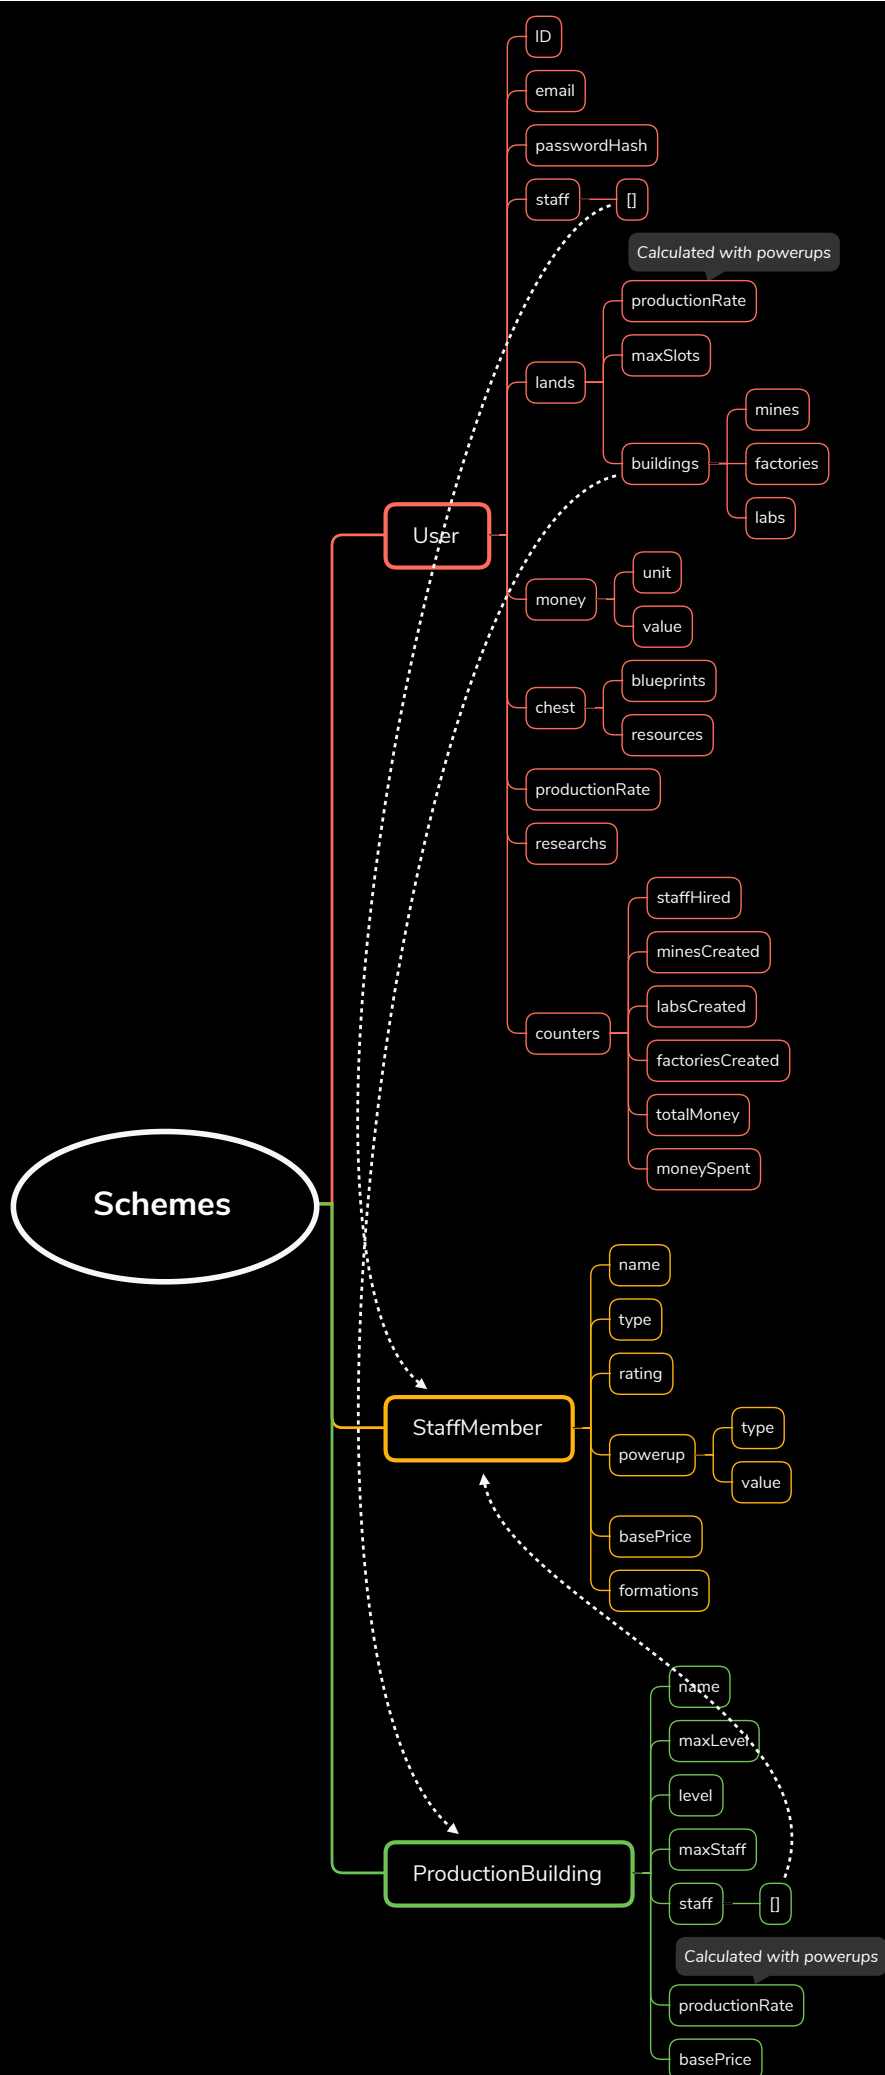 ID
email
passwordHash
staff
[]
Calculated with powerups
productionRate
maxSlots
lands
mines
buildings
factories
labs
User
unit
money
value
blueprints
chest
resources
productionRate
researchs
staffHired
minesCreated
labsCreated
counters
factoriesCreated
totalMoney
moneySpent
Schemes
name
type
rating
StaffMember
type
powerup
value
basePrice
formations
name
maxLevel
level
maxStaff
ProductionBuilding
staff
[]
Calculated with powerups
productionRate
basePrice